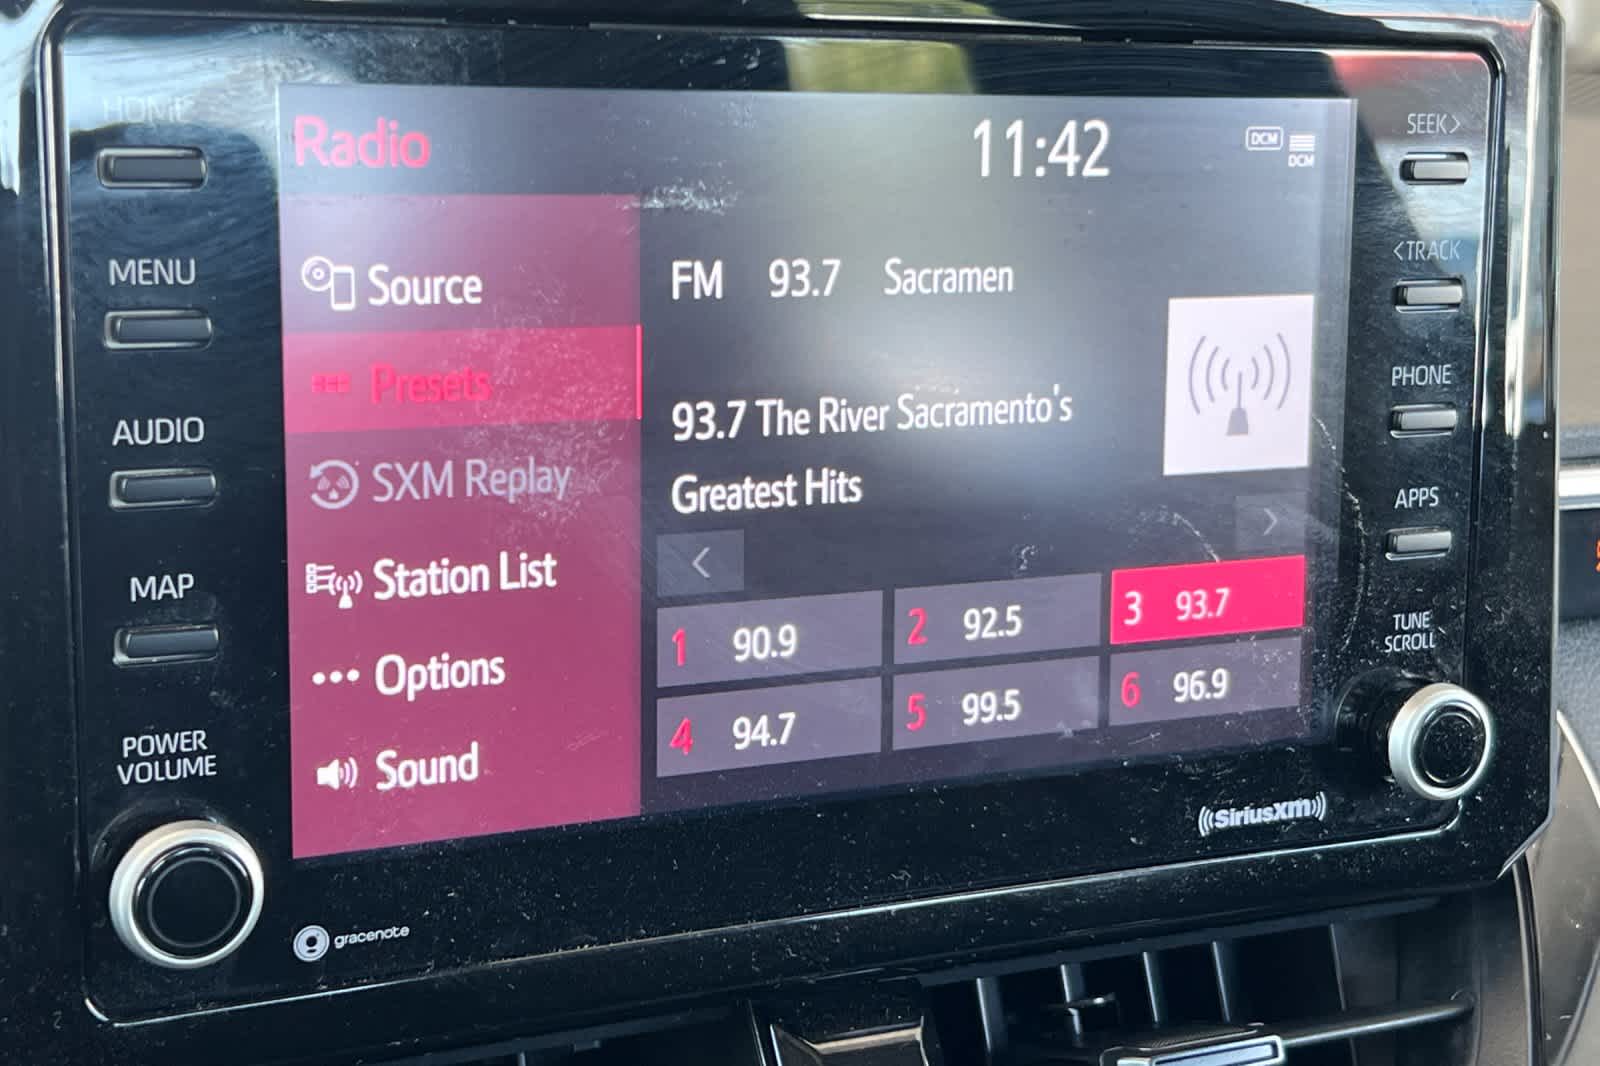 HOME
MENU
AUDIO
MAP
POWER
VOLUME
Radio
11:42
DCM
DCM
Source
Presets
SXM Replay
Station List
Options
Sound
FM 93.7 Sacramen
93.7 The River Sacramento's
Greatest Hits
<
>
1 90.9
2 92.5
3 93.7
4 94.7
5 99.5
6 96.9
SEEK>
<TRACK
PHONE
APPS
TUNE
SCROLL
gracenote
((SiriusXM))